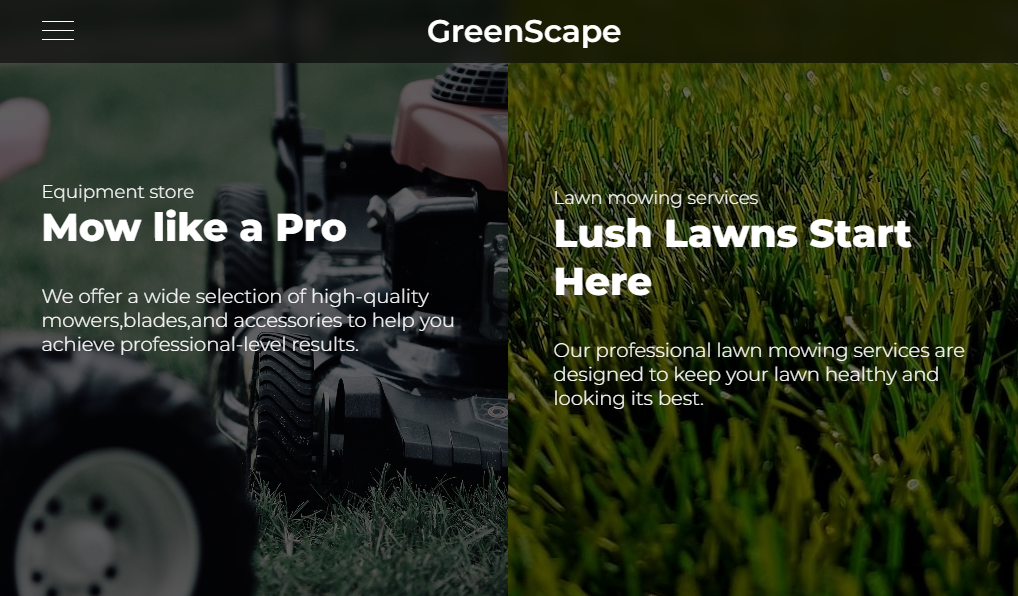 GreenScape
Equipment store
Mow like a Pro
We offer a wide selection of high-quality
mowers,blades,and accessories to help you
achieve professional-level results.
Lawn mowing services
Lush Lawns Start
Here
Our professional lawn mowing services are
designed to keep your lawn healthy and
looking its best.